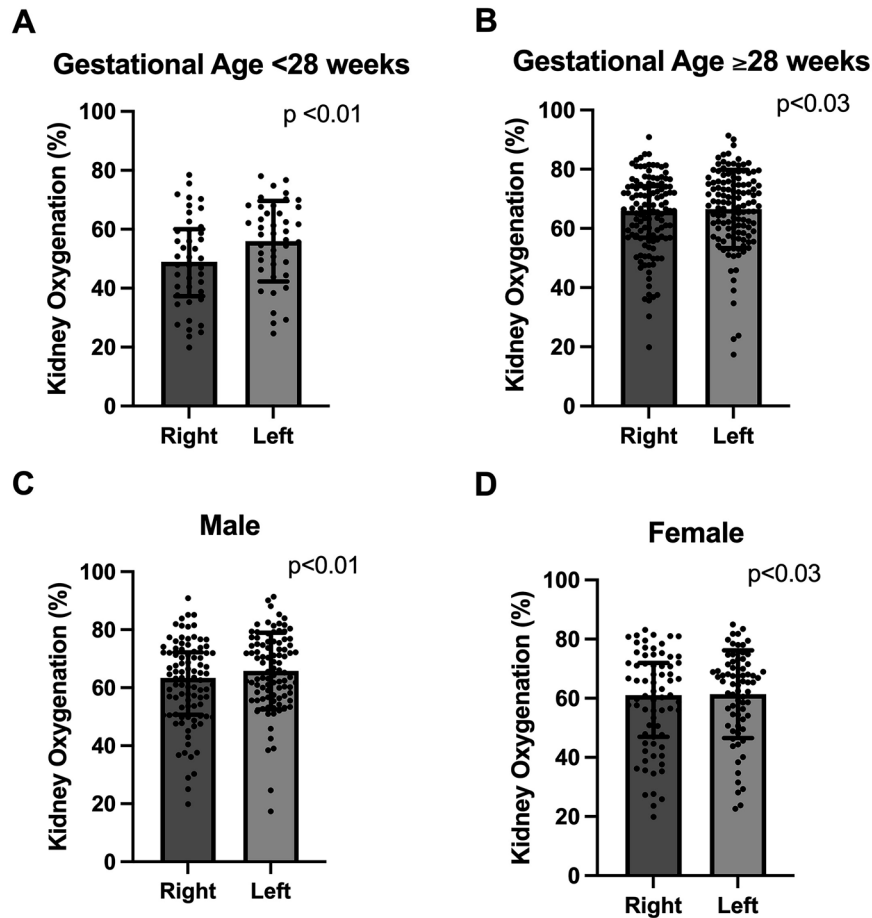 A
Gestational Age <28 weeks
p <0.01
Kidney Oxygenation (%)
100
80
60
40
20
0
Right Left
B
Gestational Age ≥28 weeks
p<0.03
Kidney Oxygenation (%)
100
80
60
40
20
0
Right Left
C
Male
p<0.01
Kidney Oxygenation (%)
100
80
60
40
20
0
Right Left
D
Female
p<0.03
Kidney Oxygenation (%)
100
80
60
40
20
0
Right Left